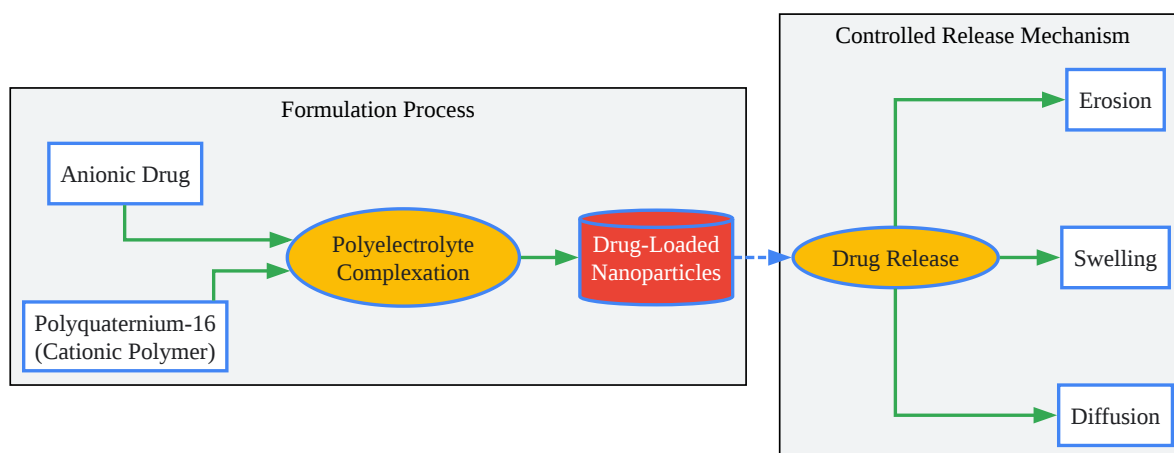 Formulation Process
Anionic Drug
Polyquaternium-16
(Cationic Polymer)
Polyelectrolyte
Complexation
Drug-Loaded
Nanoparticles
Controlled Release Mechanism
Drug Release
Erosion
Swelling
Diffusion